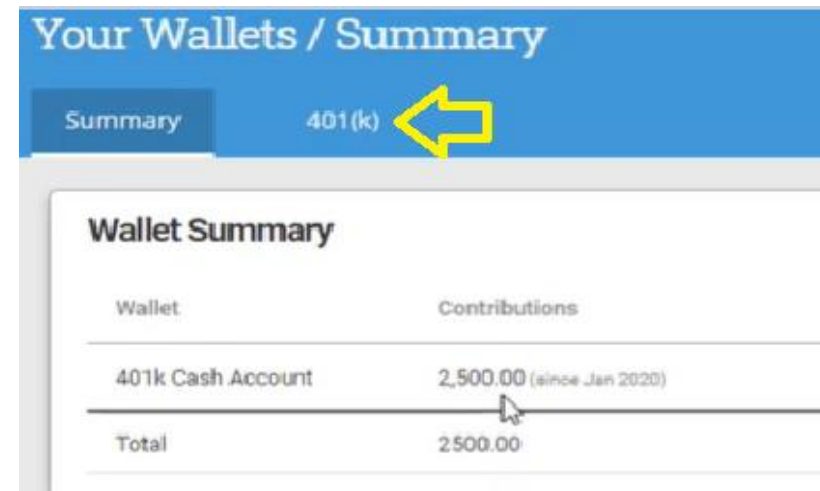 Your Wallets / Summary
Summary 401(k)
Wallet Summary
Wallet Contributions
401k Cash Account 2,500.00 (since Jan 2020)
Total 2500.00